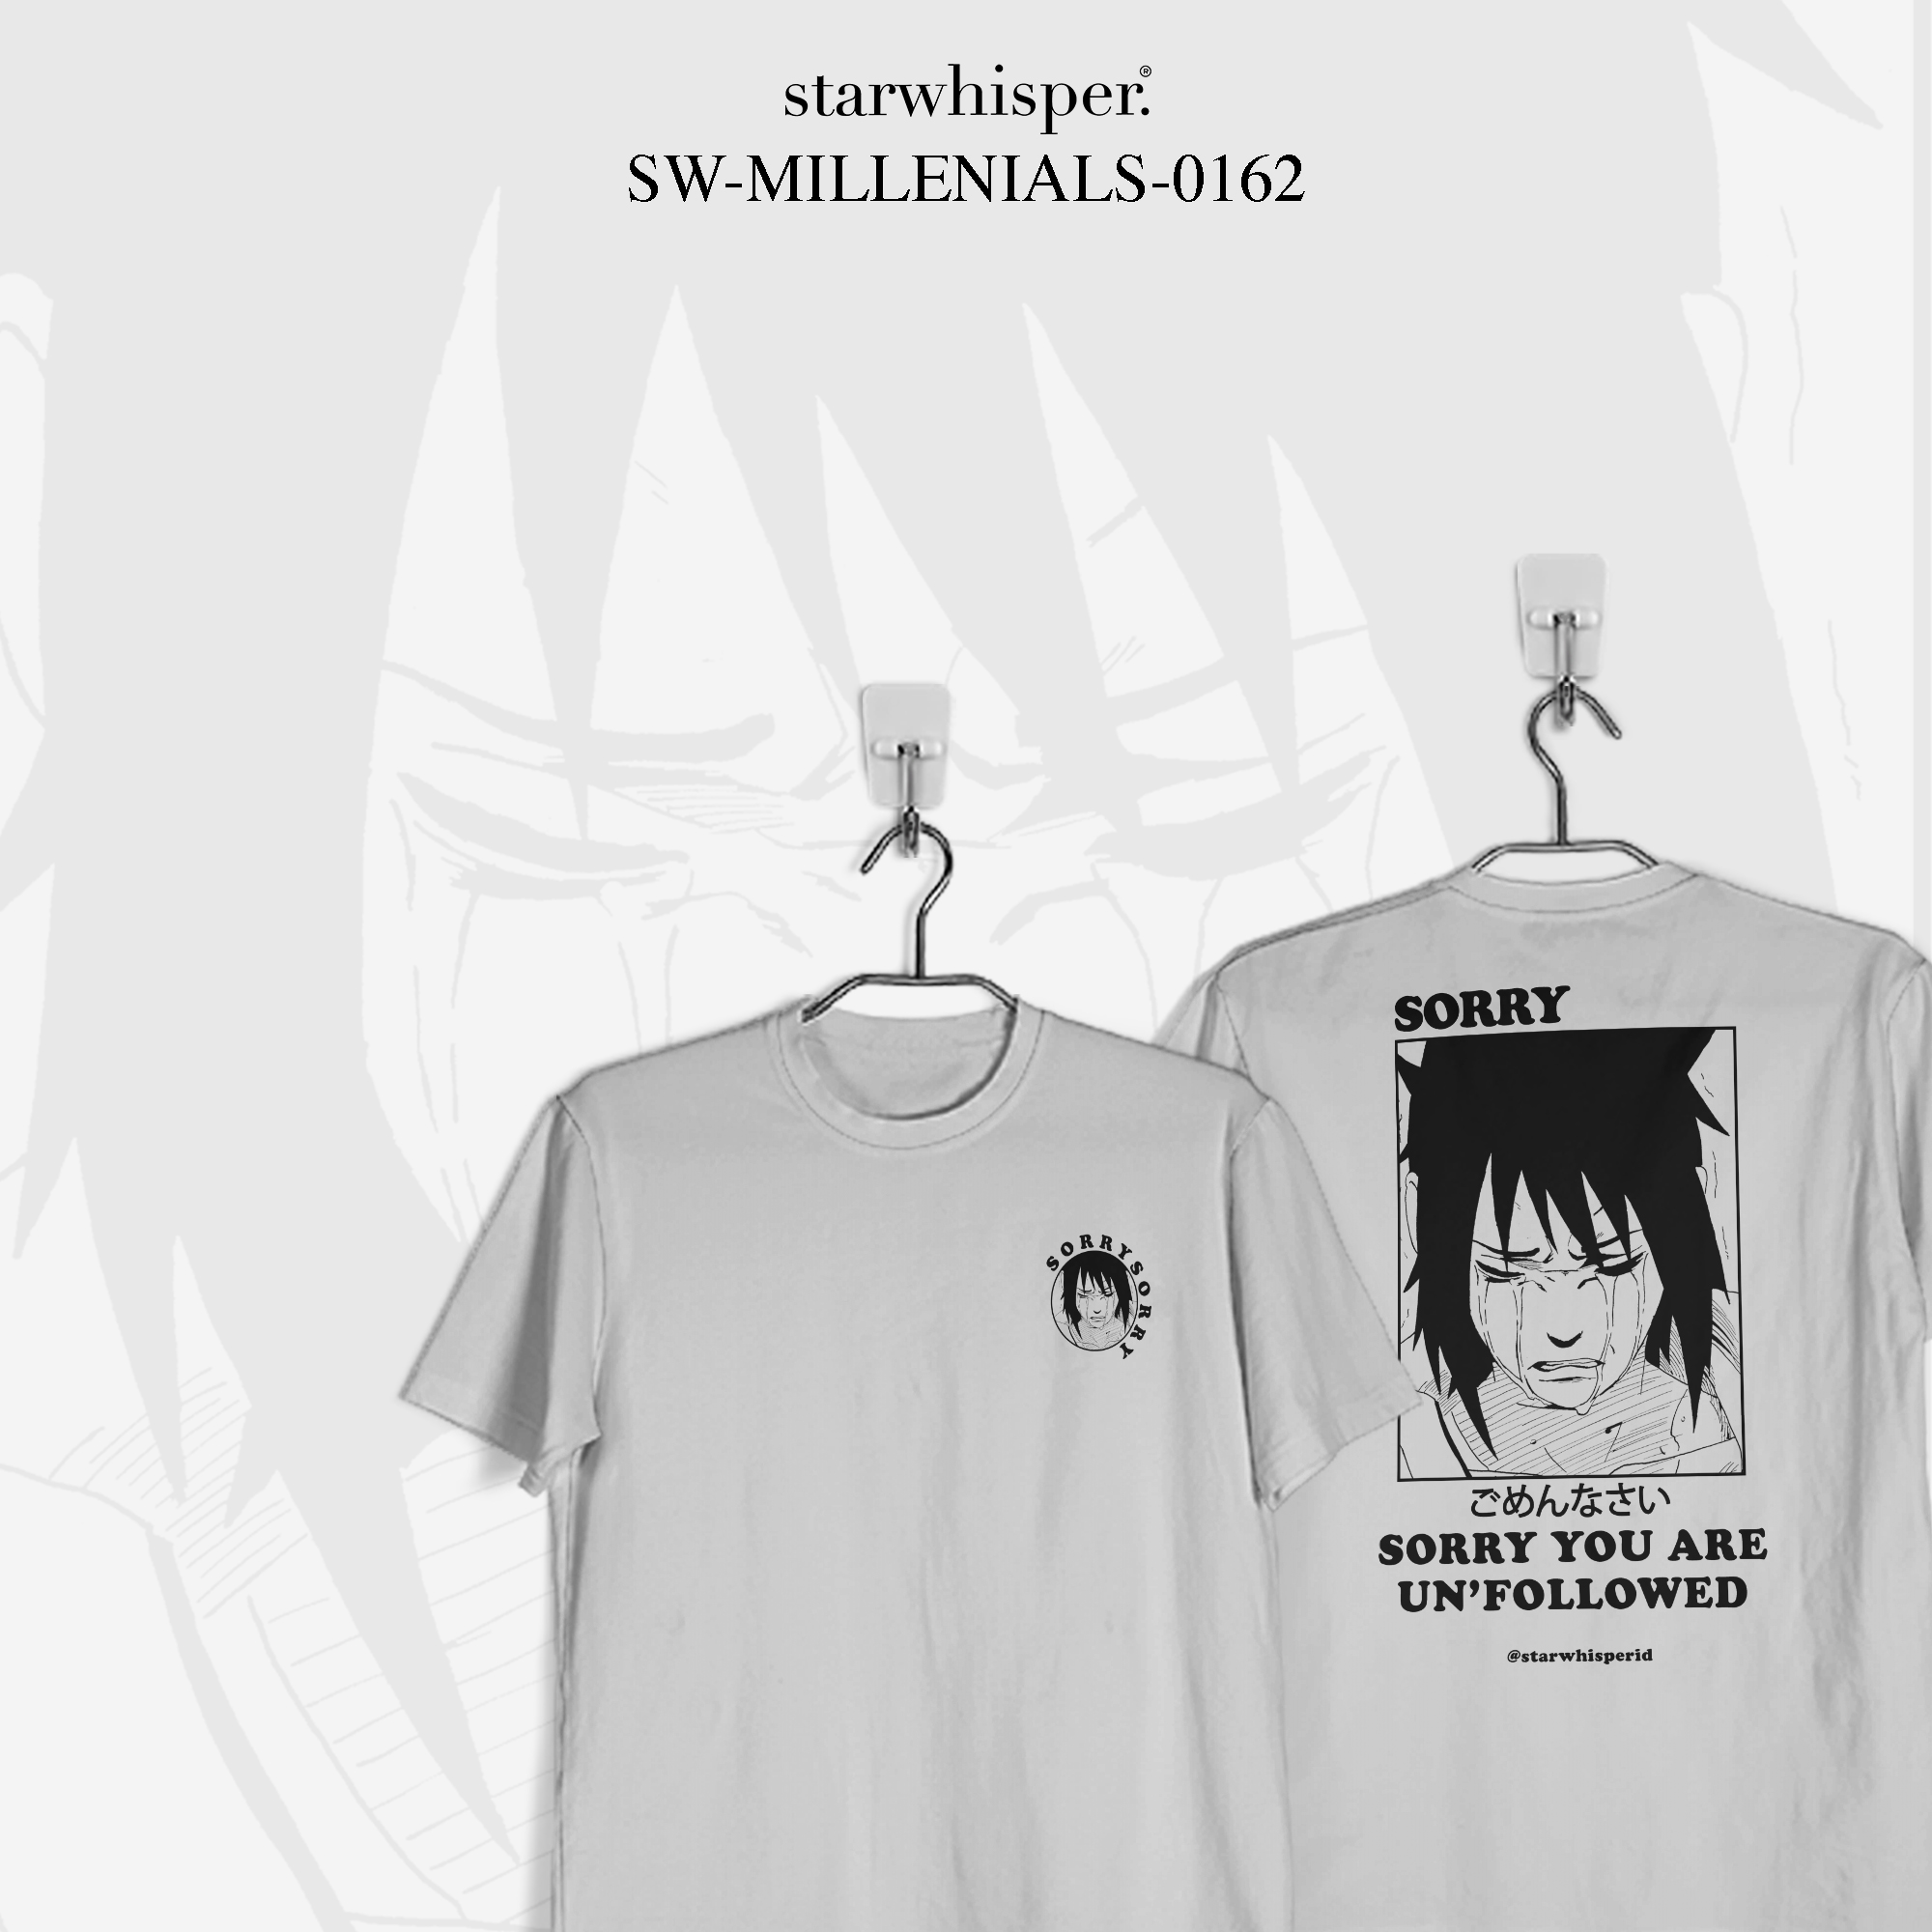 starwhisper.®
SW-MILLENIALS-0162
SORRYSORRY
SORRY
ごめんなさい
SORRY YOU ARE
UN’FOLLOWED
@starwhisperid